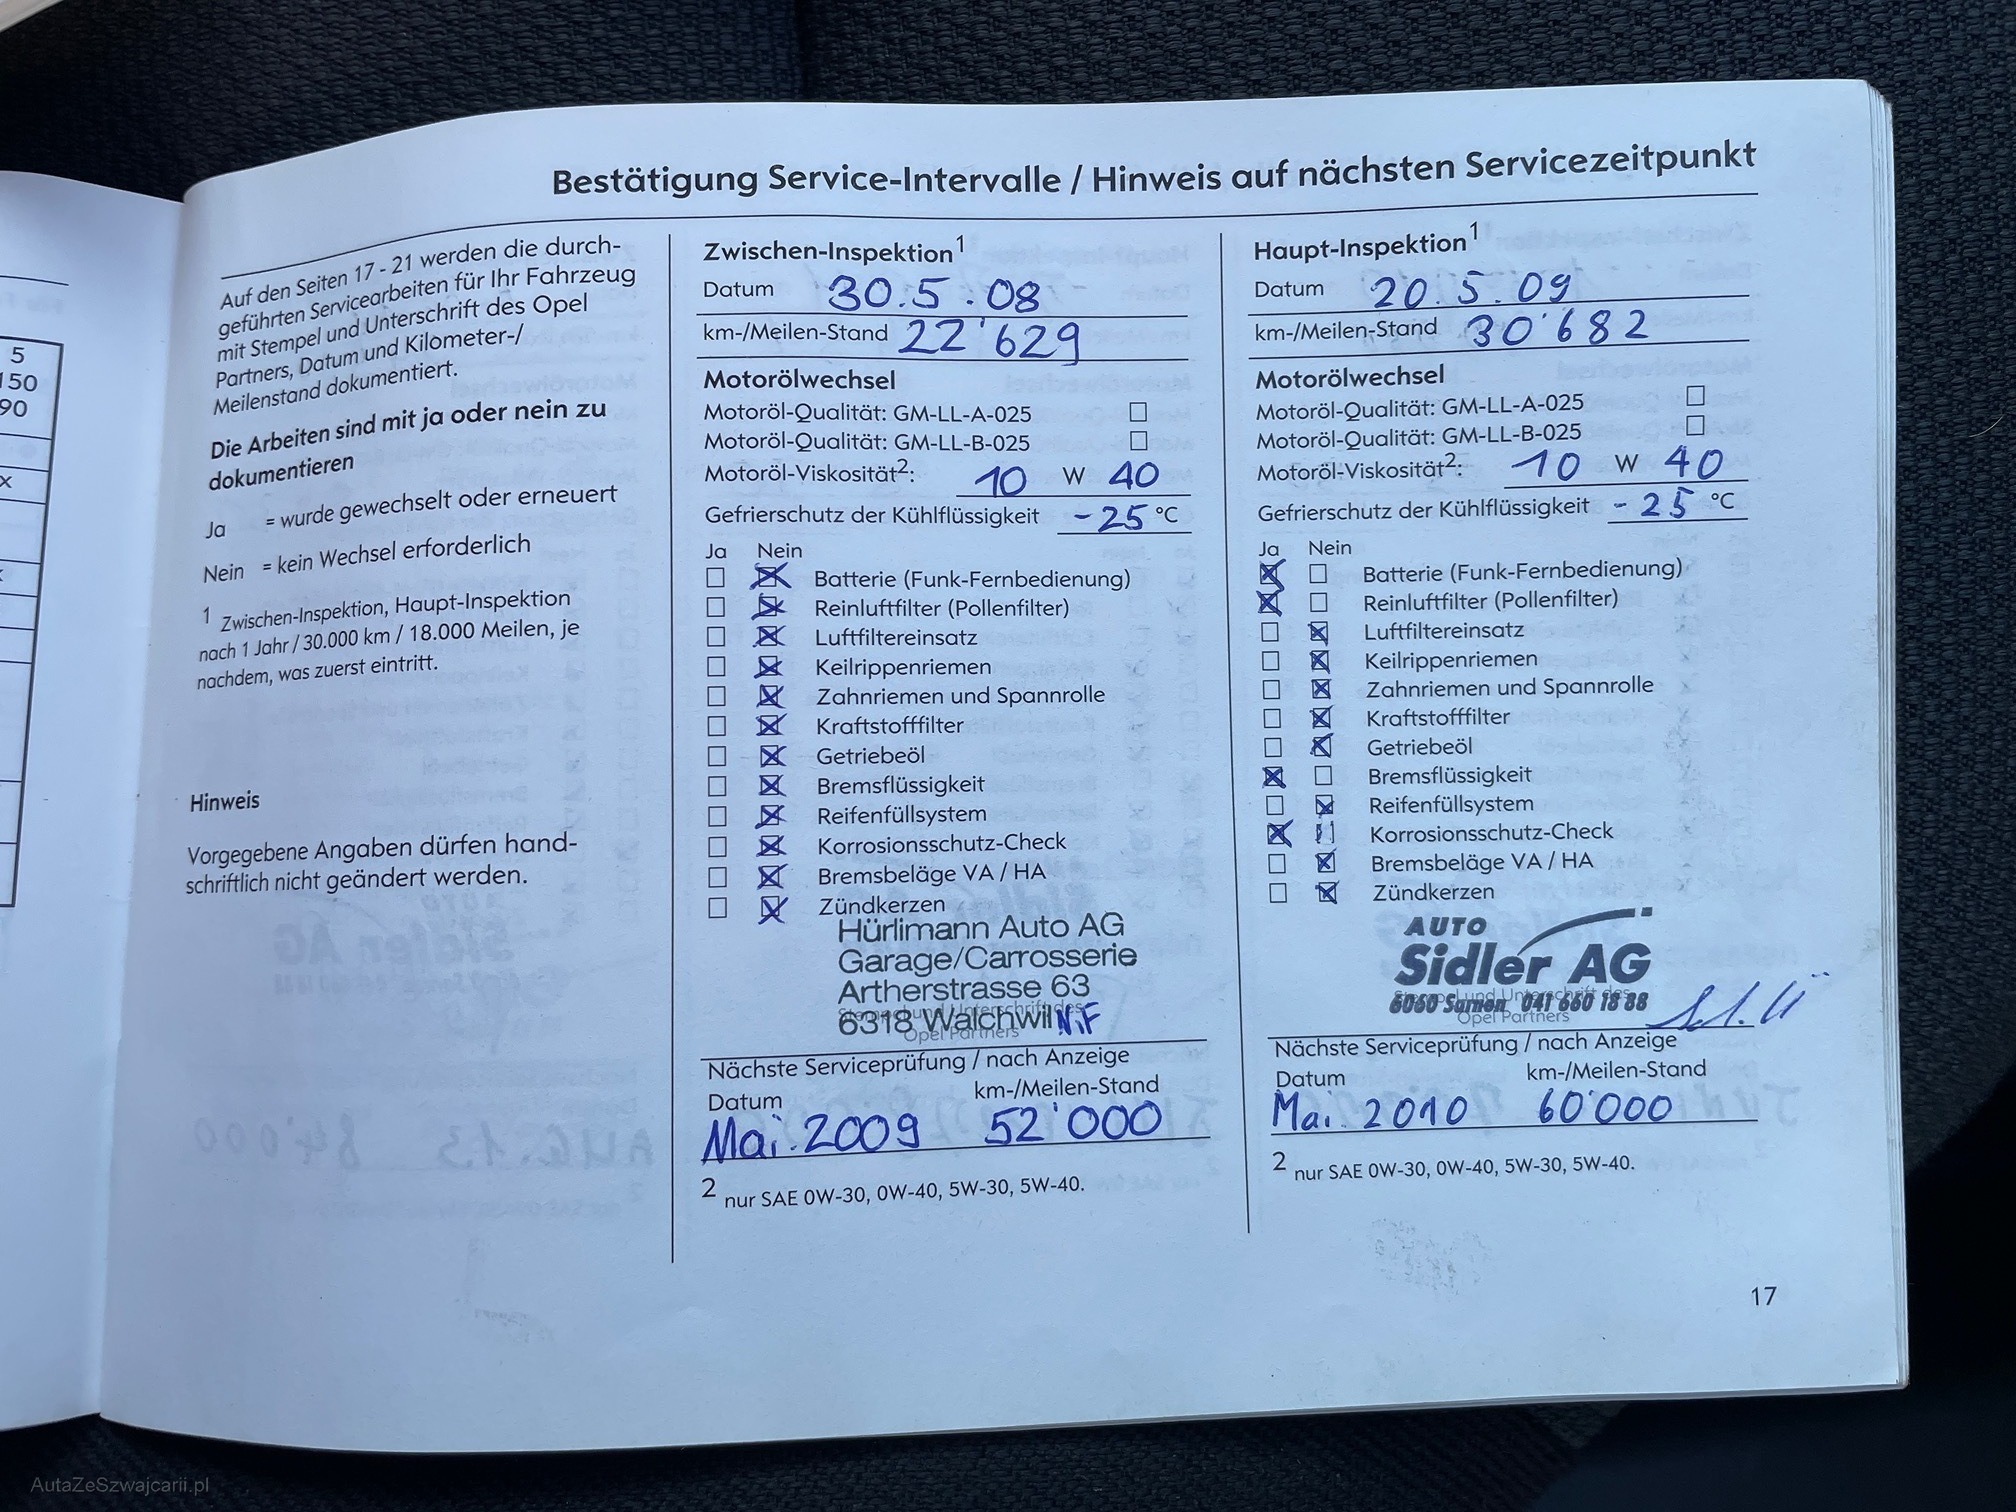 5
150
90
x
Bestätigung Service-Intervalle / Hinweis auf nächsten Servicezeitpunkt
Auf den Seiten 17 - 21 werden die durch-
geführten Servicearbeiten für Ihr Fahrzeug
mit Stempel und Unterschrift des Opel
Partners, Datum und Kilometer-/
Meilenstand dokumentiert.
Die Arbeiten sind mit ja oder nein zu
dokumentieren
Ja = wurde gewechselt oder erneuert
Nein = kein Wechsel erforderlich
1 Zwischen-Inspektion, Haupt-Inspektion
nach 1 Jahr / 30.000 km / 18.000 Meilen, je
nachdem, was zuerst eintritt.
Hinweis
Vorgegebene Angaben dürfen hand-
schriftlich nicht geändert werden.
Zwischen-Inspektion1
Datum 30.5.08
km-/Meilen-Stand 22'629
Motorölwechsel
Motoröl-Qualität: GM-LL-A-025
Motoröl-Qualität: GM-LL-B-025
Motoröl-Viskosität2: 10 W 40
Gefrierschutz der Kühlflüssigkeit -25 °C
Ja Nein
Batterie (Funk-Fernbedienung)
Reinluftfilter (Pollenfilter)
Luftfiltereinsatz
Keilrippenriemen
Zahnriemen und Spannrolle
Kraftstofffilter
Getriebeöl
Bremsflüssigkeit
Reifenfüllsystem
Korrosionsschutz-Check
Bremsbeläge VA / HA
Zündkerzen
Hürlimann Auto AG
Garage/Carrosserie
Artherstrasse 63
Stempel und Unterschrift des
6318 Walchwil
Opel Partners
Nächste Serviceprüfung / nach Anzeige
Datum km-/Meilen-Stand
Mai. 2009 52'000
2 nur SAE 0W-30, 0W-40, 5W-30, 5W-40.
Haupt-Inspektion1
Datum 20.5.09
km-/Meilen-Stand 30'682
Motorölwechsel
Motoröl-Qualität: GM-LL-A-025
Motoröl-Qualität: GM-LL-B-025
Motoröl-Viskosität2: 10 W 40
Gefrierschutz der Kühlflüssigkeit -25 °C
Ja Nein
Batterie (Funk-Fernbedienung)
Reinluftfilter (Pollenfilter)
Luftfiltereinsatz
Keilrippenriemen
Zahnriemen und Spannrolle
Kraftstofffilter
Getriebeöl
Bremsflüssigkeit
Reifenfüllsystem
Korrosionsschutz-Check
Bremsbeläge VA / HA
Zündkerzen
AUTO
Sidler AG
Stempel und Unterschrift des
6060 Sarnen 041 660 18 88
Opel Partners
Nächste Serviceprüfung / nach Anzeige
Datum km-/Meilen-Stand
Mai. 2010 60'000
2 nur SAE 0W-30, 0W-40, 5W-30, 5W-40.
17
AutaZeSzwajcarii.pl